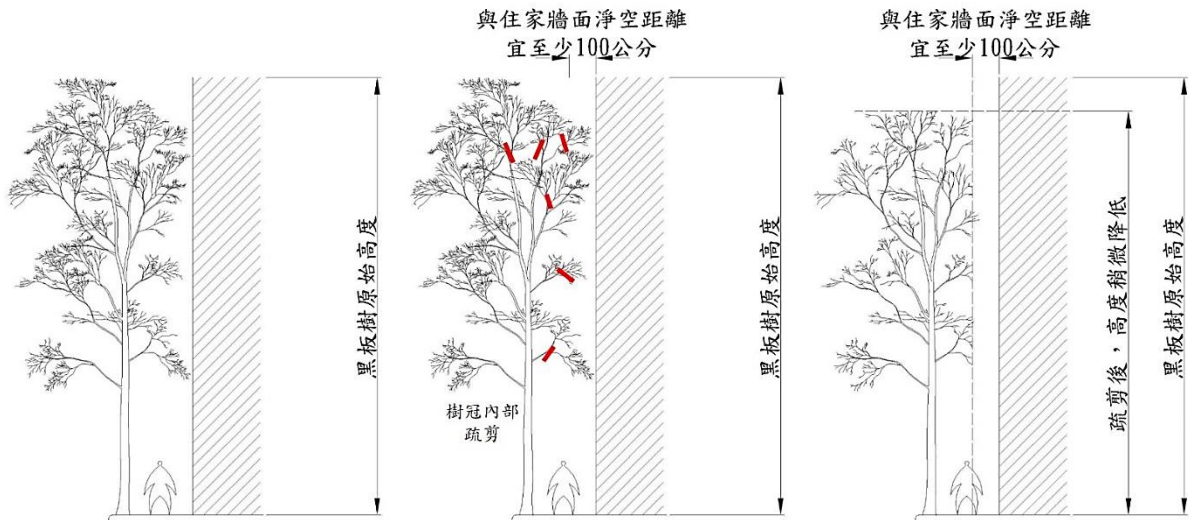 黑板樹原始高度
與住家牆面淨空距離
宜至少100公分
樹冠內部
疏剪
黑板樹原始高度
與住家牆面淨空距離
宜至少100公分
疏剪後，高度稍微降低
黑板樹原始高度